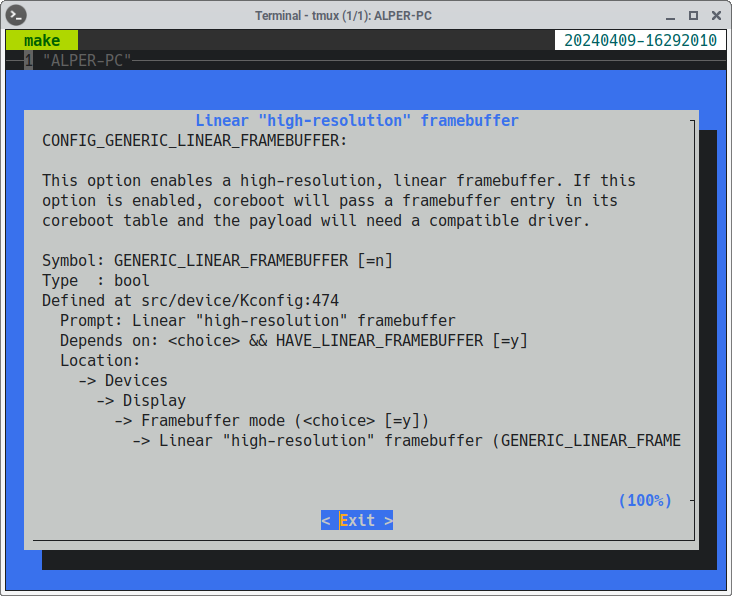 Terminal - tmux (1/1): ALPER-PC
make 20240409-16292010
1 "ALPER-PC"
Linear "high-resolution" framebuffer
CONFIG_GENERIC_LINEAR_FRAMEBUFFER:
This option enables a high-resolution, linear framebuffer. If this
option is enabled, coreboot will pass a framebuffer entry in its
coreboot table and the payload will need a compatible driver.
Symbol: GENERIC_LINEAR_FRAMEBUFFER [=n]
Type  : bool
Defined at src/device/Kconfig:474
Prompt: Linear "high-resolution" framebuffer
Depends on: <choice> && HAVE_LINEAR_FRAMEBUFFER [=y]
Location:
-> Devices
-> Display
-> Framebuffer mode (<choice> [=y])
-> Linear "high-resolution" framebuffer (GENERIC_LINEAR_FRAME
(100%)
< Exit >